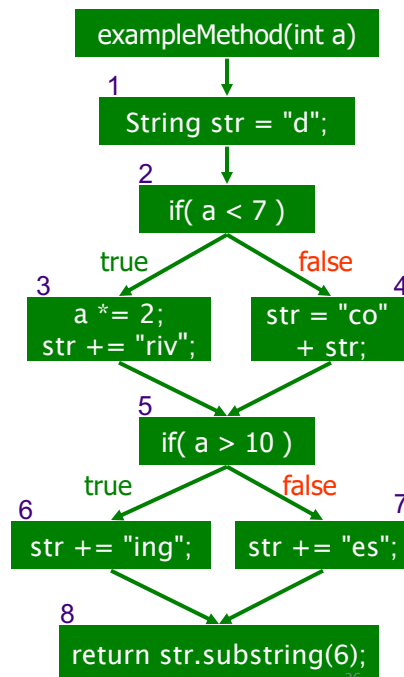 exampleMethod(int a)
1
String str = "d";
2
if( a < 7 )
true
false
3
4
a *= 2;
str += "riv";
str = "co"
+ str;
5
if( a > 10 )
true
false
6
7
str += "ing";
str += "es";
8
return str.substring(6);
26